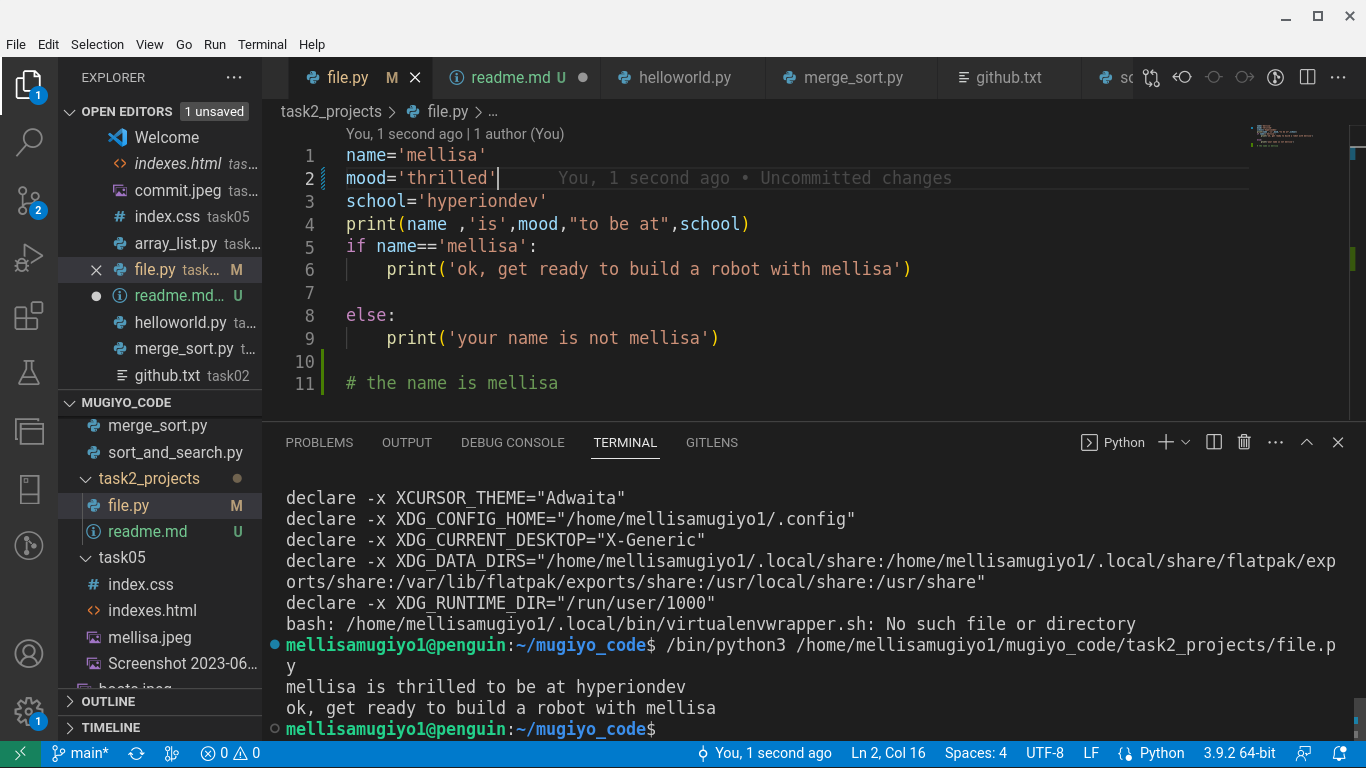 File Edit Selection View Go Run Terminal Help
EXPLORER
OPEN EDITORS 1 unsaved
Welcome
indexes.html tas...
commit.jpeg tas...
index.css task05
array_list.py task...
file.py task... M
readme.md... U
helloworld.py ta...
merge_sort.py t...
github.txt task02
MUGIYO_CODE
merge_sort.py
sort_and_search.py
task2_projects
file.py M
readme.md U
task05
index.css
indexes.html
mellisa.jpeg
Screenshot 2023-06...
OUTLINE
TIMELINE
1
2
1
file.py M
readme.md U
helloworld.py
merge_sort.py
github.txt
sc
task2_projects > file.py > ...
You, 1 second ago | 1 author (You)
1 name='mellisa'
2 mood='thrilled' You, 1 second ago • Uncommitted changes
3 school='hyperiondev'
4 print(name ,'is',mood,"to be at",school)
5 if name=='mellisa':
6 print('ok, get ready to build a robot with mellisa')
7
8 else:
9 print('your name is not mellisa')
10
11 # the name is mellisa
PROBLEMS OUTPUT DEBUG CONSOLE TERMINAL GITLENS
Python
declare -x XCURSOR_THEME="Adwaita"
declare -x XDG_CONFIG_HOME="/home/mellisamugiyo1/.config"
declare -x XDG_CURRENT_DESKTOP="X-Generic"
declare -x XDG_DATA_DIRS="/home/mellisamugiyo1/.local/share:/home/mellisamugiyo1/.local/share/flatpak/exp
orts/share:/var/lib/flatpak/exports/share:/usr/local/share:/usr/share"
declare -x XDG_RUNTIME_DIR="/run/user/1000"
bash: /home/mellisamugiyo1/.local/bin/virtualenvwrapper.sh: No such file or directory
mellisamugiyo1@penguin:~/mugiyo_code$ /bin/python3 /home/mellisamugiyo1/mugiyo_code/task2_projects/file.p
y
mellisa is thrilled to be at hyperiondev
ok, get ready to build a robot with mellisa
mellisamugiyo1@penguin:~/mugiyo_code$
main* 0 0 You, 1 second ago Ln 2, Col 16 Spaces: 4 UTF-8 LF Python 3.9.2 64-bit